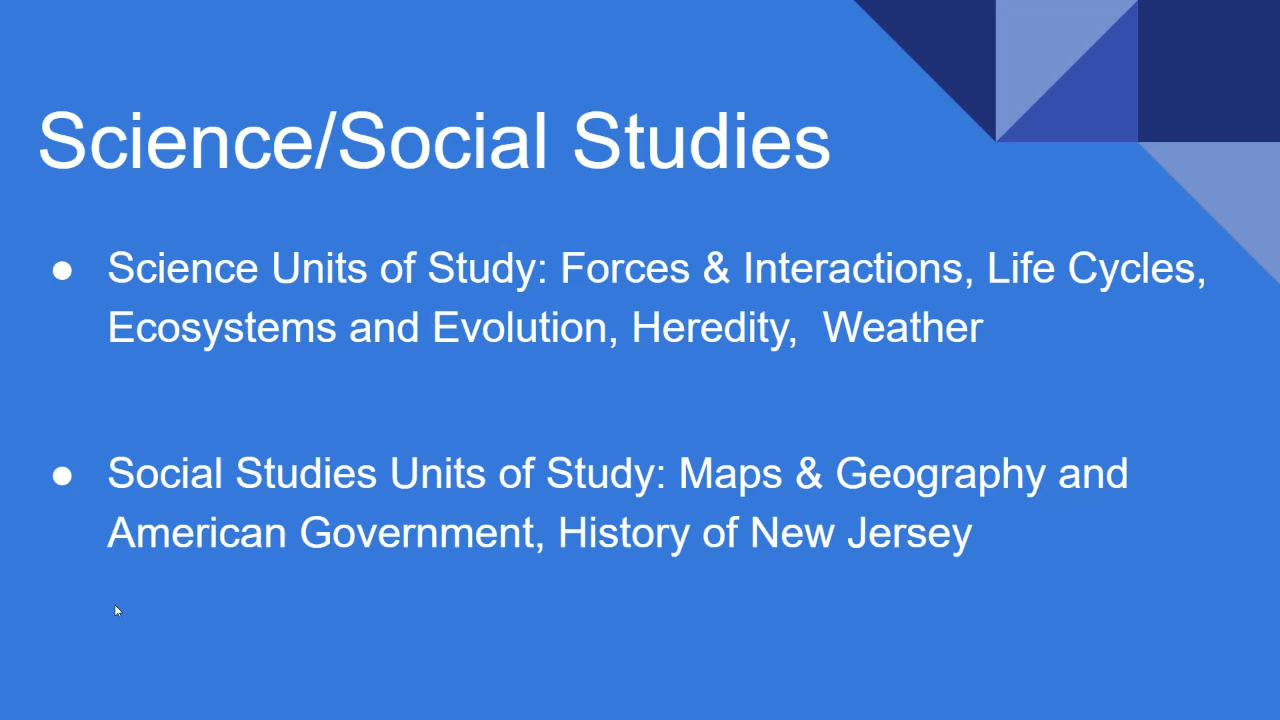 Science/Social Studies
● Science Units of Study: Forces & Interactions, Life Cycles,
Ecosystems and Evolution, Heredity,  Weather
● Social Studies Units of Study: Maps & Geography and
American Government, History of New Jersey